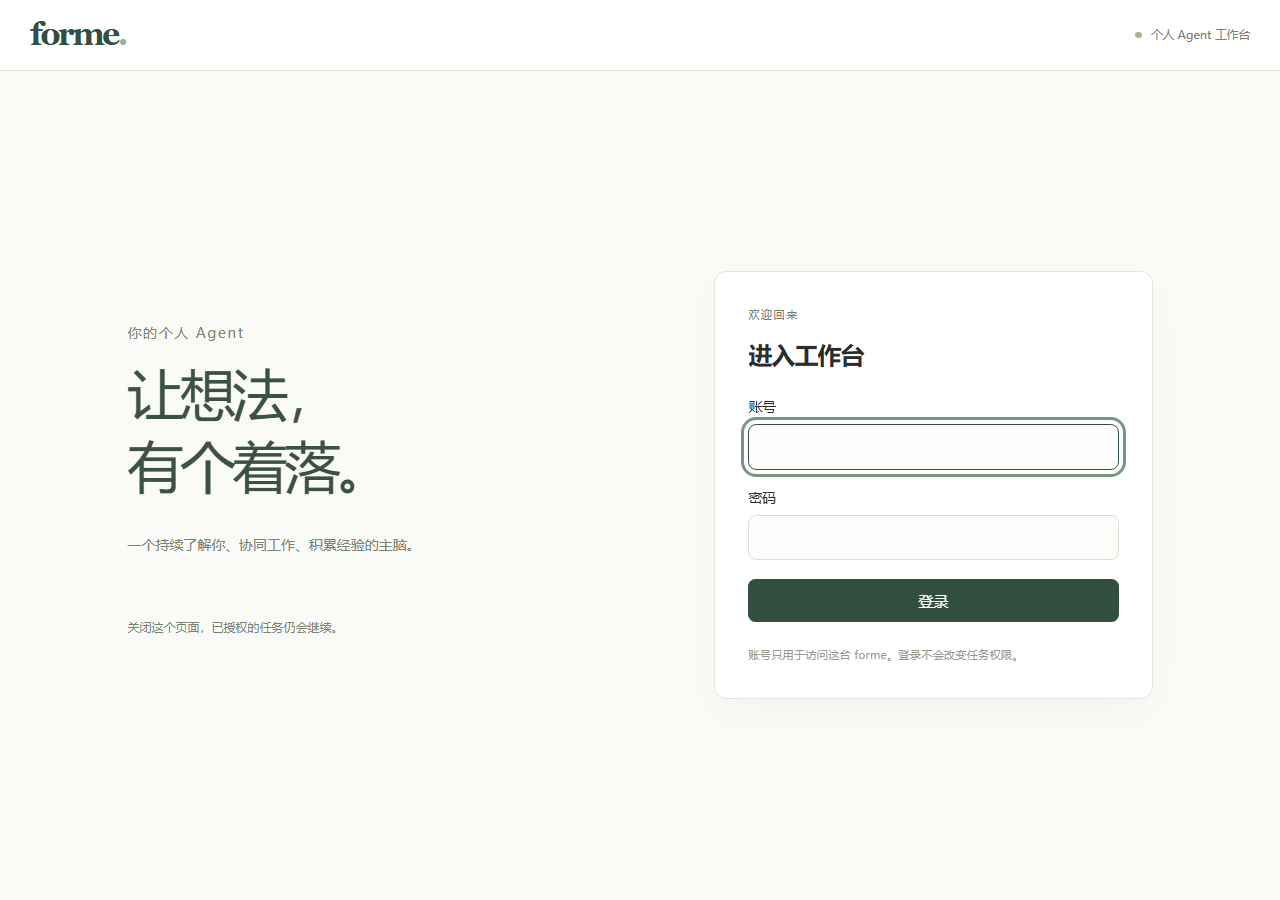 forme.
个人 Agent 工作台
你的个人 Agent
让想法，
有个着落。
一个持续了解你、协同工作、积累经验的主脑。
关闭这个页面，已授权的任务仍会继续。
欢迎回来
进入工作台
账号
密码
登录
账号只用于访问这台 forme。登录不会改变任务权限。